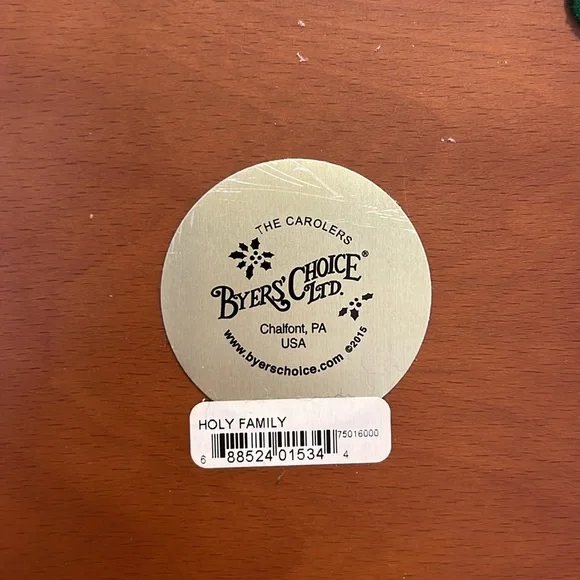 THE CAROLERS
BYERS' CHOICE®
LTD.
Chalfont, PA
USA
www.byerschoice.com ©2015
HOLY FAMILY
75016000
6 88524 01534 4